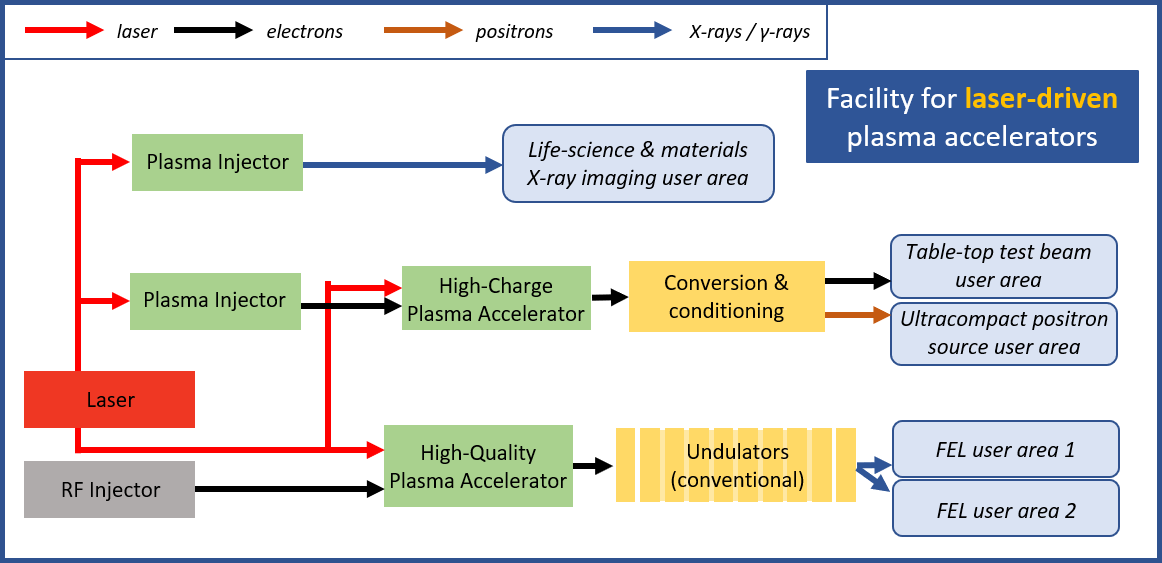 laser
electrons
positrons
X-rays / γ-rays
Facility for laser-driven
plasma accelerators
Plasma Injector
Life-science & materials
X-ray imaging user area
Plasma Injector
High-Charge
Plasma Accelerator
Conversion &
conditioning
Table-top test beam
user area
Ultracompact positron
source user area
Laser
RF Injector
High-Quality
Plasma Accelerator
Undulators
(conventional)
FEL user area 1
FEL user area 2